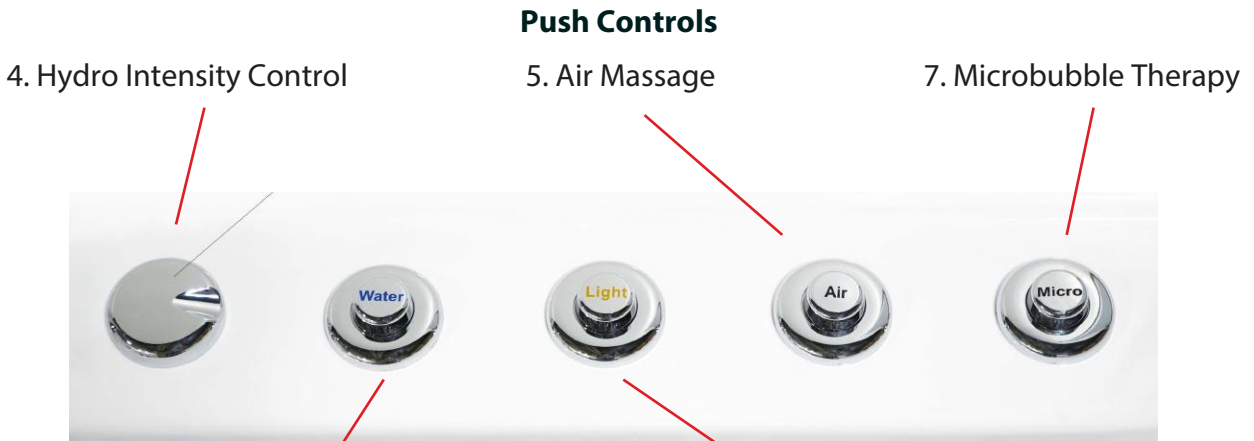 Push Controls
4. Hydro Intensity Control
5. Air Massage
7. Microbubble Therapy
Water
Light
Air
Micro